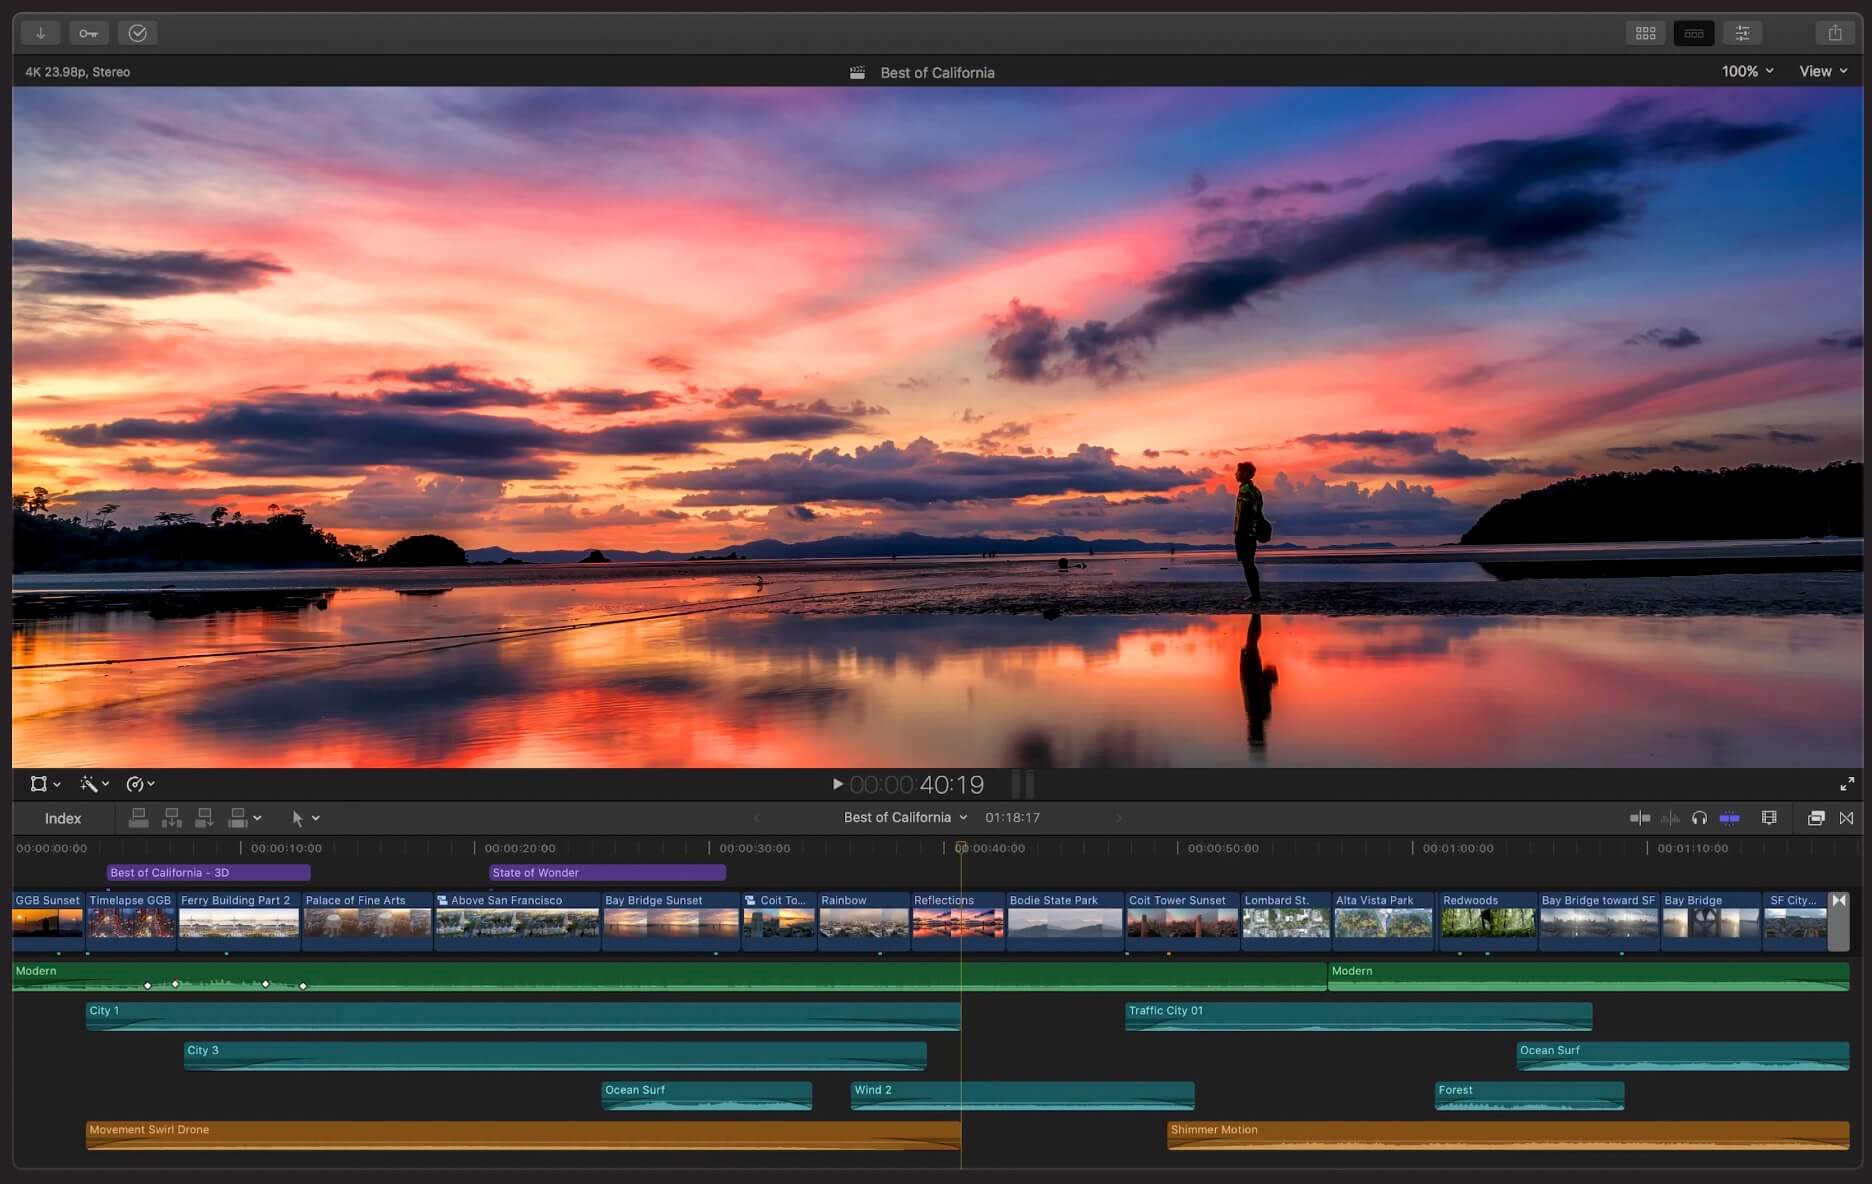 4K 23.98p, Stereo
Best of California
100%
View
00:00:40:19
Index
Best of California
01:18:17
00:00:00:00
00:00:10:00
00:00:20:00
00:00:30:00
00:00:40:00
00:00:50:00
00:01:00:00
00:01:10:00
Best of California - 3D
State of Wonder
GGB Sunset
Timelapse GGB
Ferry Building Part 2
Palace of Fine Arts
Above San Francisco
Bay Bridge Sunset
Coit To...
Rainbow
Reflections
Bodie State Park
Coit Tower Sunset
Lombard St.
Alta Vista Park
Redwoods
Bay Bridge toward SF
Bay Bridge
SF City...
Modern
Modern
City 1
Traffic City 01
City 3
Ocean Surf
Ocean Surf
Wind 2
Forest
Movement Swirl Drone
Shimmer Motion